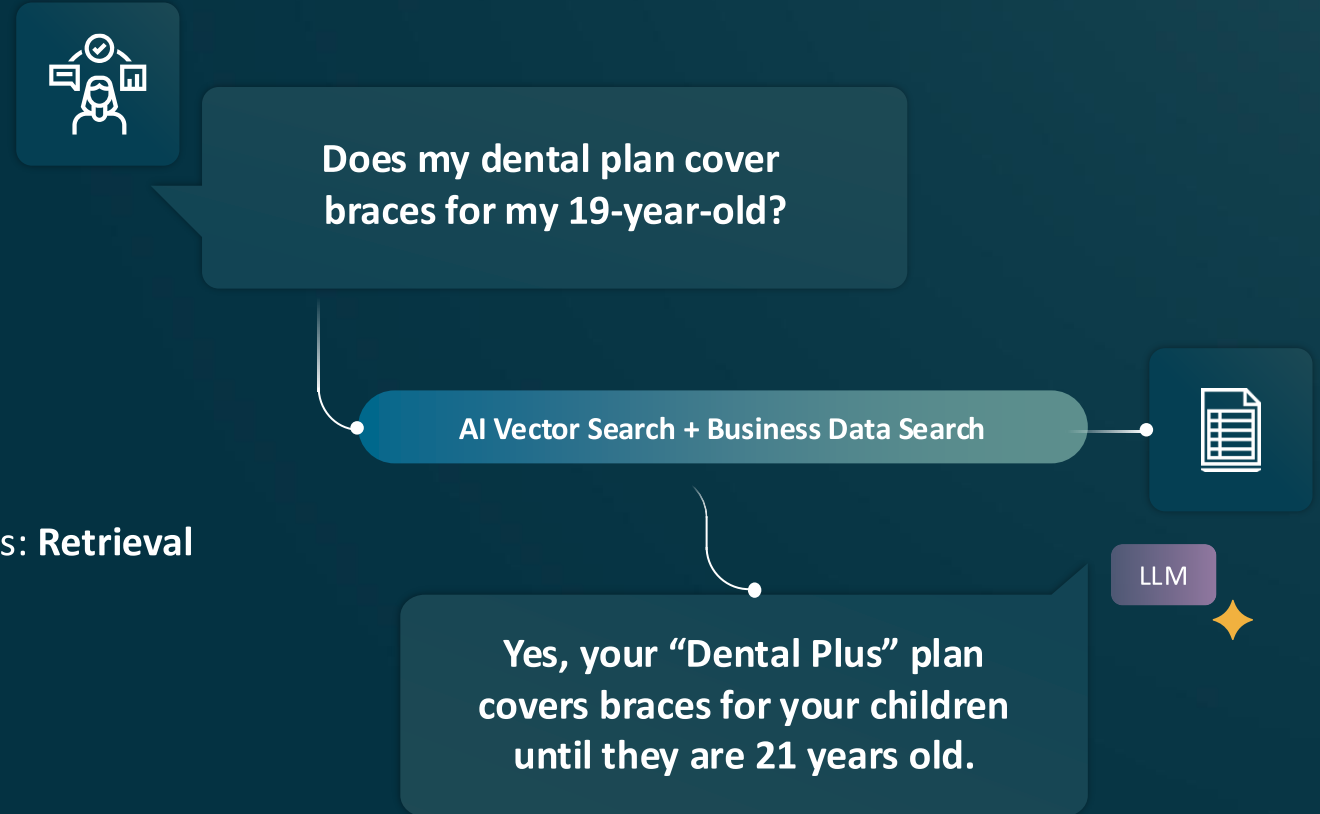 Does my dental plan cover
braces for my 19-year-old?
AI Vector Search + Business Data Search
s: Retrieval
LLM
Yes, your “Dental Plus” plan
covers braces for your children
until they are 21 years old.